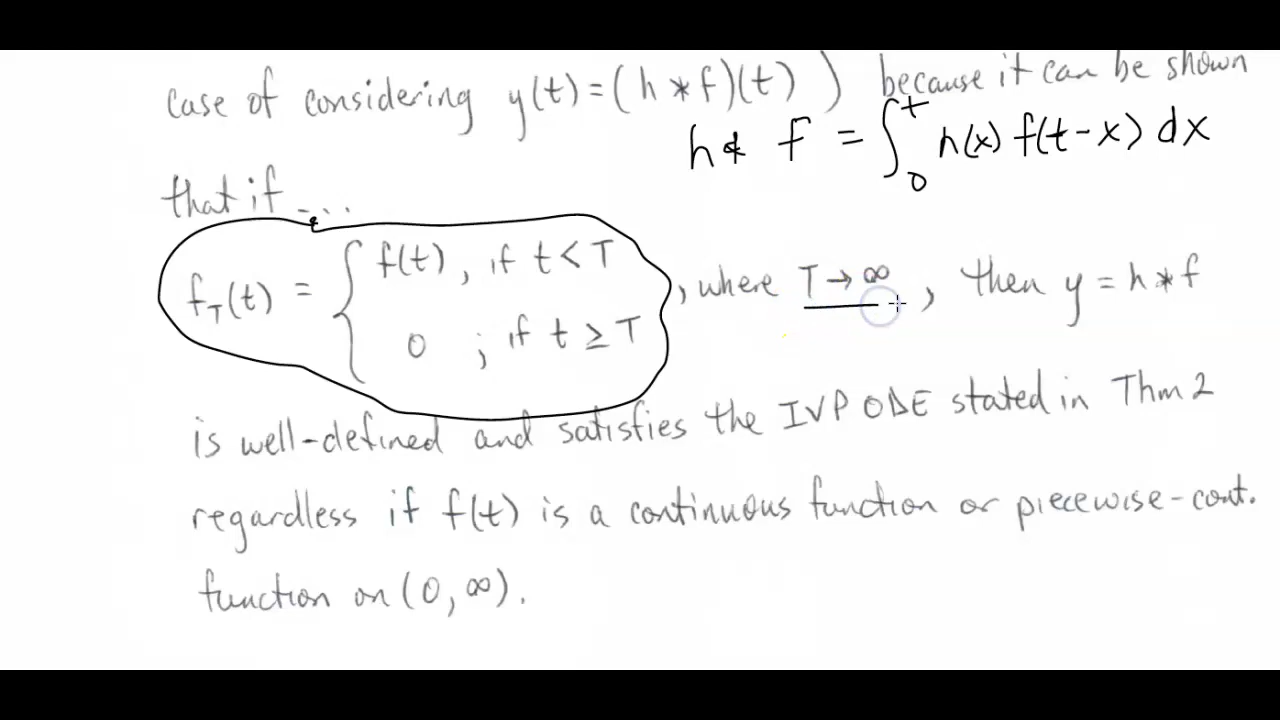 case of considering y(t)=(h*f)(t)) because it can be shown
h* f = ∫₀ᵗ h(x) f(t-x) dx
that if ....
f_T(t) = { f(t), if t < T
0 ; if t ≥ T
, where T → ∞, then y = h * f
is well-defined and satisfies the IVP ODE stated in Thm 2
regardless if f(t) is a continuous function or piecewise-cont.
function on (0, ∞).